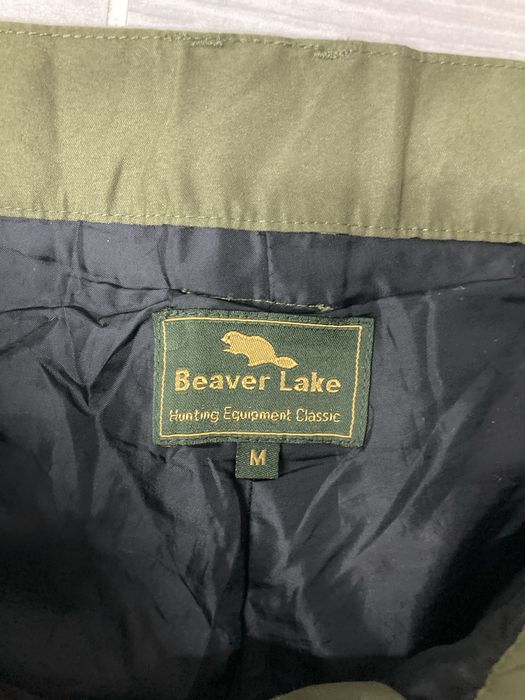 Beaver Lake
Hunting Equipment Classic
M